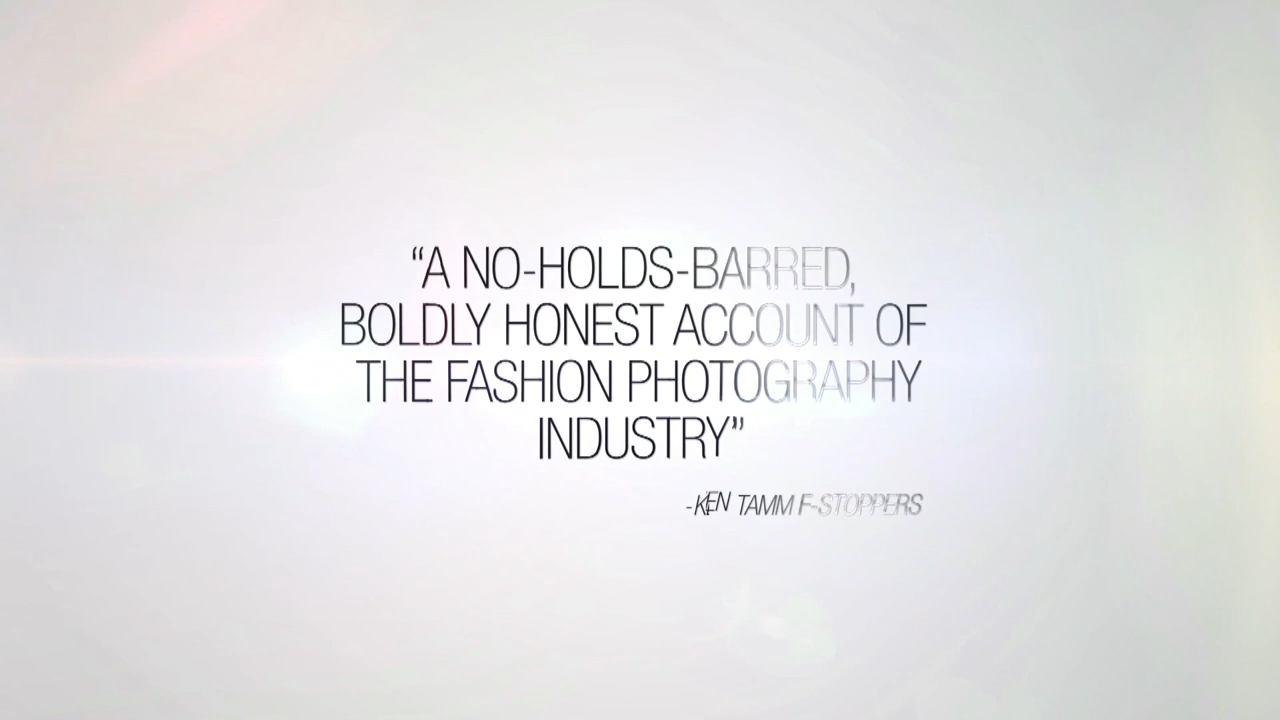 “A NO-HOLDS-BARRED,
BOLDLY HONEST ACCOUNT OF
THE FASHION PHOTOGRAPHY
INDUSTRY”
-KEN TAMM F-STOPPERS